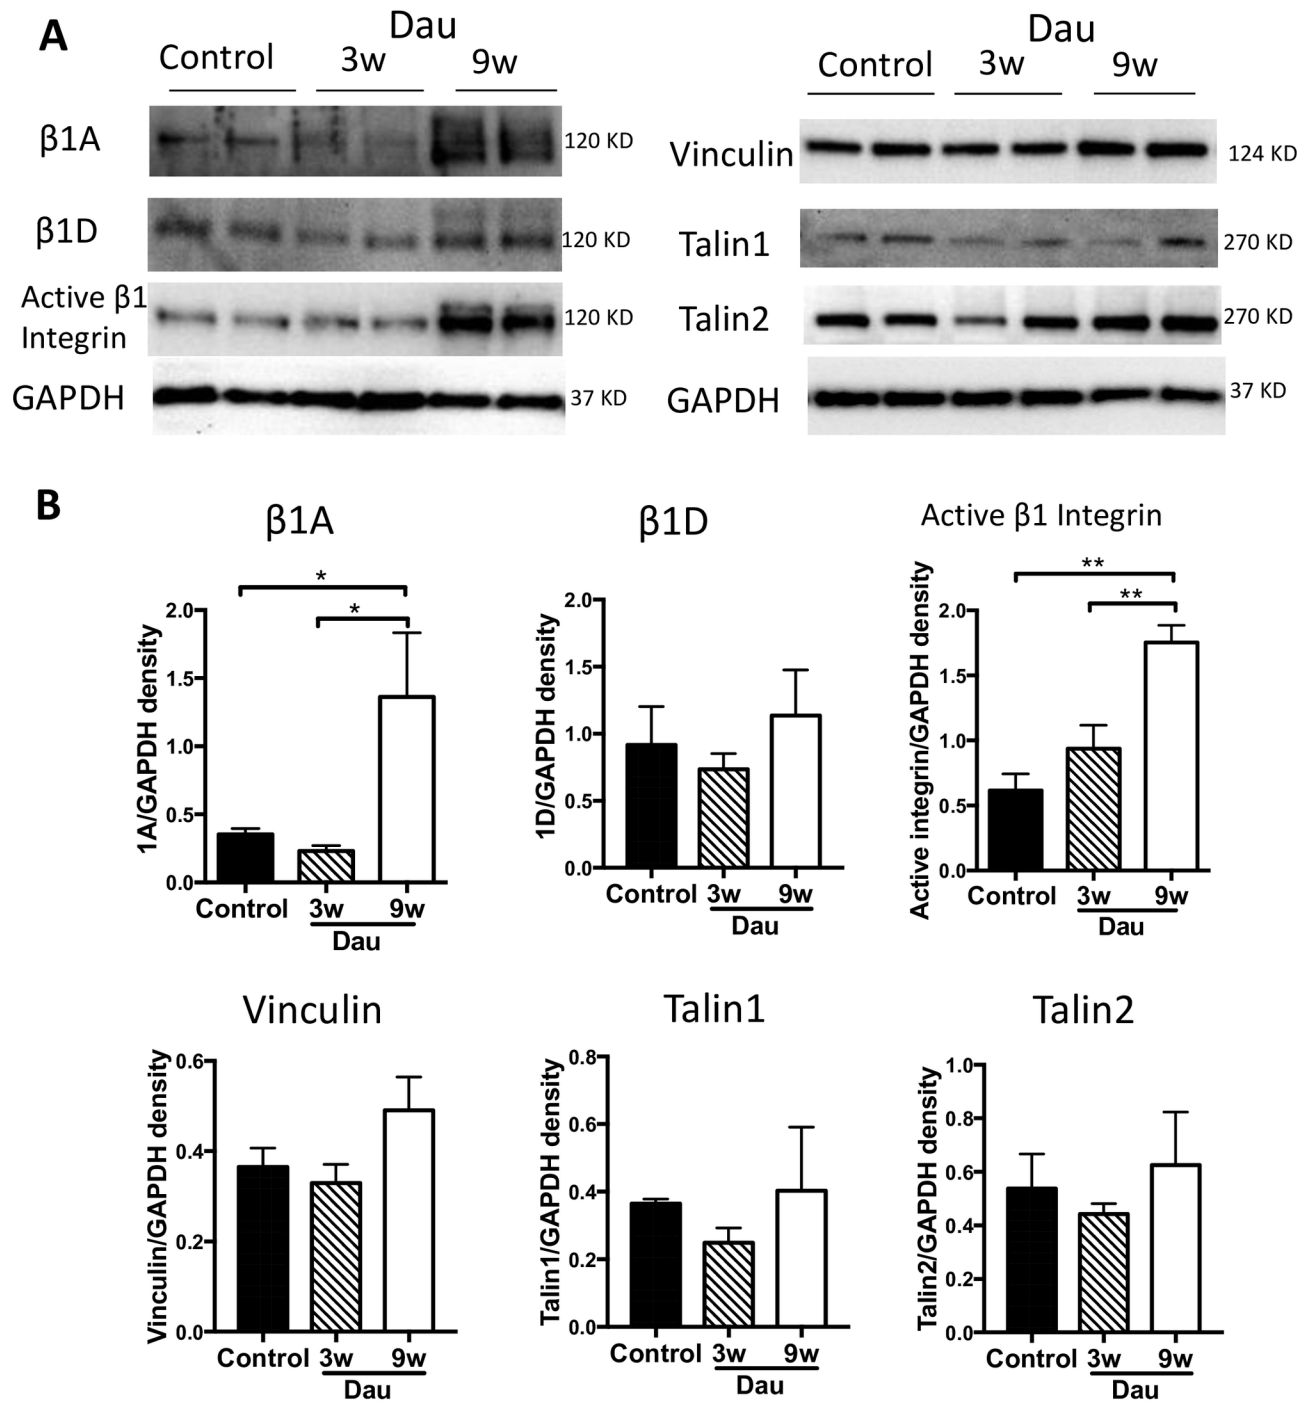 A
Dau
Control 3w 9w
β1A 120 KD
β1D 120 KD
Active β1
Integrin 120 KD
GAPDH 37 KD
Dau
Control 3w 9w
Vinculin 124 KD
Talin1 270 KD
Talin2 270 KD
GAPDH 37 KD
B
β1A
* 
*
1A/GAPDH density
2.0
1.5
1.0
0.5
0.0
Control 3w 9w
Dau
β1D
1D/GAPDH density
2.0
1.5
1.0
0.5
0.0
Control 3w 9w
Dau
Active β1 Integrin
**
**
Active integrin/GAPDH density
2.0
1.5
1.0
0.5
0.0
Control 3w 9w
Dau
Vinculin
Vinculin/GAPDH density
0.6
0.4
0.2
0.0
Control 3w 9w
Dau
Talin1
Talin1/GAPDH density
0.8
0.6
0.4
0.2
0.0
Control 3w 9w
Dau
Talin2
Talin2/GAPDH density
1.0
0.8
0.6
0.4
0.2
0.0
Control 3w 9w
Dau